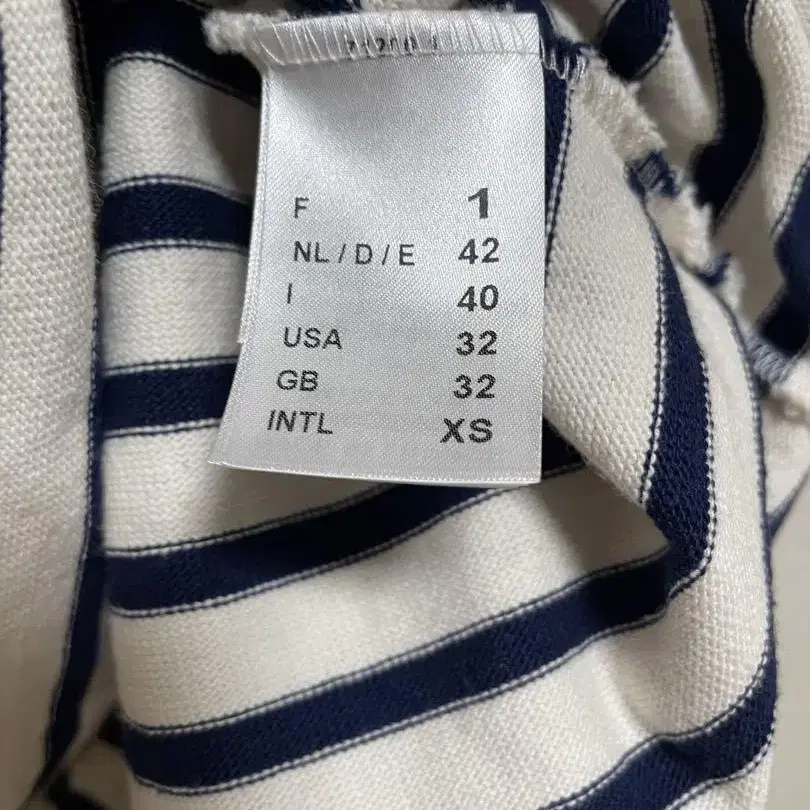 F 1
NL / D / E 42
I 40
USA 32
GB 32
INTL XS